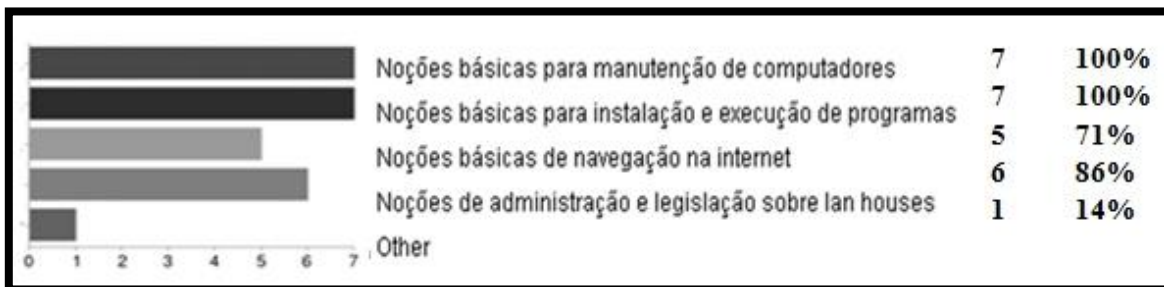 Noções básicas para manutenção de computadores 7 100%
Noções básicas para instalação e execução de programas 7 100%
Noções básicas de navegação na internet 5 71%
Noções de administração e legislação sobre lan houses 6 86%
Other 1 14%
0 1 2 3 4 5 6 7